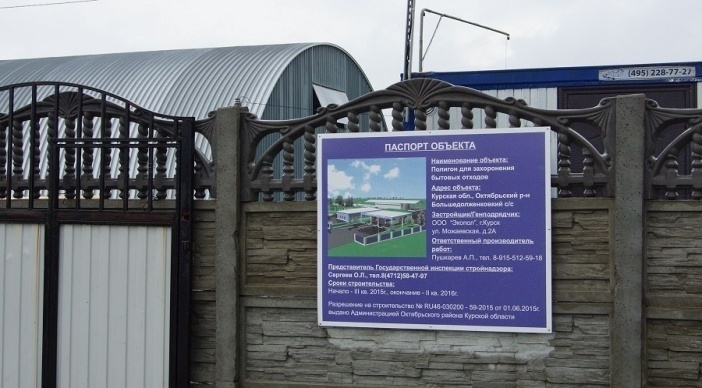 (495) 228-77-27
ПАСПОРТ ОБЪЕКТА
Наименование объекта:
Полигон для захоронения
бытовых отходов
Адрес объекта:
Курская обл., Октябрьский р-н
Большедолженковский с/с
Застройщик/Генподрядчик:
ООО "Экопол", г.Курск
ул. Можаевская, д.2А
Ответственный производитель
работ:
Пушкарев А.П., тел. 8-915-512-59-18
Представитель Государственной инспекции стройнадзора:
Сергеев О.Л., тел.8(4712)58-47-97
Сроки строительства:
Начало - III кв. 2015г., окончание - II кв. 2016г.
Разрешение на строительство № RU46-030200 - 59-2015 от 01.06.2015г.
выдано Администрацией Октябрьского района Курской области